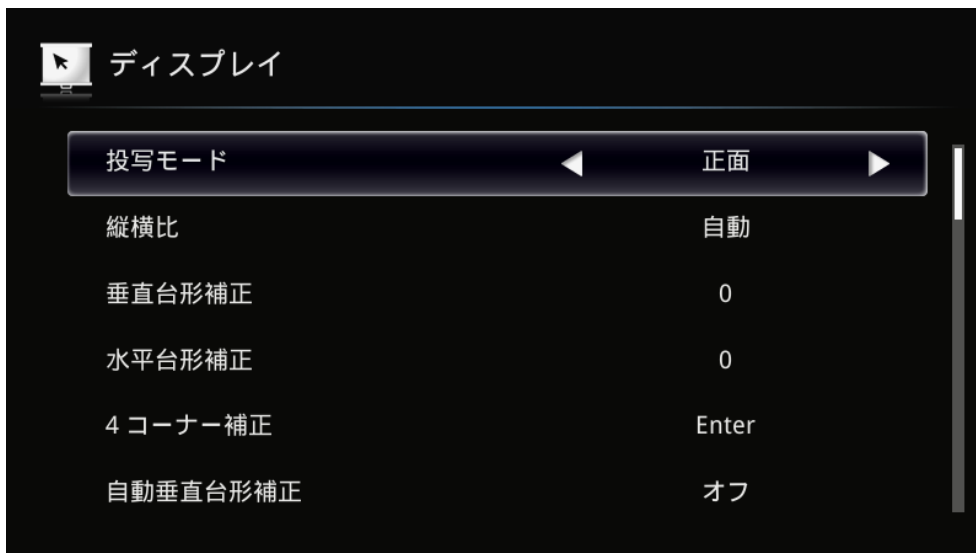 ディスプレイ
投写モード 正面
縦横比 自動
垂直台形補正 0
水平台形補正 0
4 コーナー補正 Enter
自動垂直台形補正 オフ